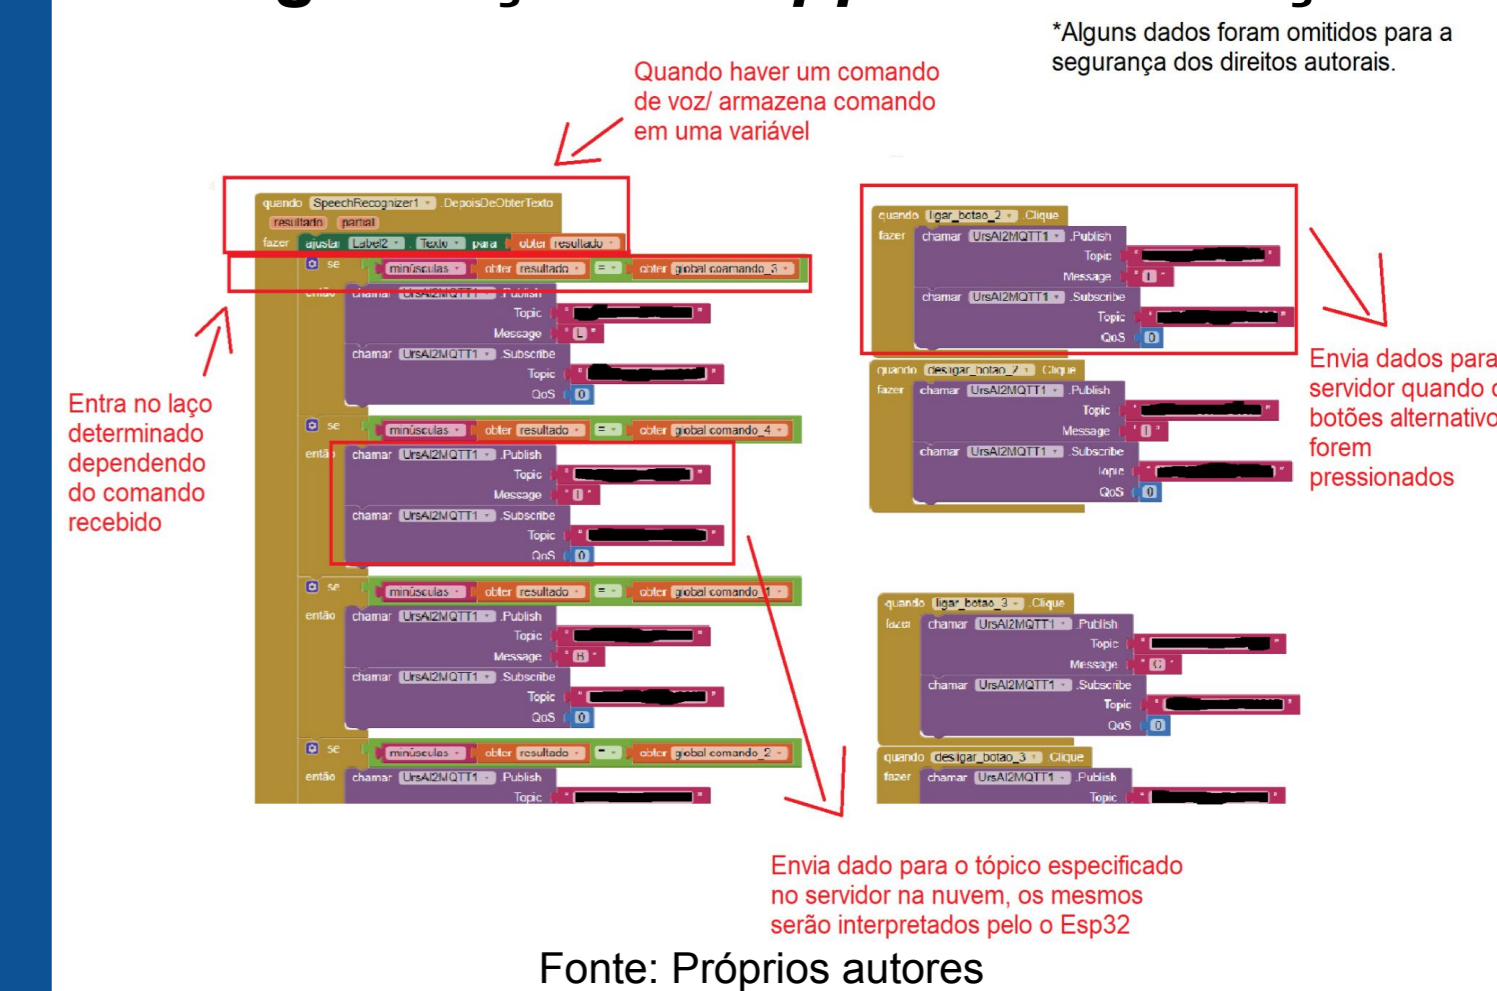 *Alguns dados foram omitidos para a
segurança dos direitos autorais.
Quando haver um comando
de voz/ armazena comando
em uma variável
quando SpeechRecognizer1 .DepoisDeObterTexto
resultado partial
fazer ajustar Label2 . Texto para obter resultado
se minúsculas obter resultado = obter global coamando_3
então chamar UrsAI2MQTT1 .Publish
Topic " "
Message " L "
chamar UrsAI2MQTT1 .Subscribe
Topic " "
QoS 0
se minúsculas obter resultado = obter global comando_4
então chamar UrsAI2MQTT1 .Publish
Topic " "
Message
chamar UrsAI2MQTT1 .Subscribe
Topic " "
QoS 0
se minúsculas obter resultado = obter global comando_1
então chamar UrsAI2MQTT1 .Publish
Topic " "
Message " B "
chamar UrsAI2MQTT1 .Subscribe
Topic " "
QoS 0
se minúsculas obter resultado = obter global comando_2
então chamar UrsAI2MQTT1 .Publish
Topic " "
Entra no laço
determinado
dependendo
do comando
recebido
quando ligar_botao_2 .Clique
fazer chamar UrsAI2MQTT1 .Publish
Topic " "
Message
chamar UrsAI2MQTT1 .Subscribe
Topic " "
QoS 0
quando desligar_botao_2 .Clique
fazer chamar UrsAI2MQTT1 .Publish
Topic " "
Message
chamar UrsAI2MQTT1 .Subscribe
Topic " "
QoS 0
Envia dados para
servidor quando
botões alternativo
forem
pressionados
quando ligar_botao_3 .Clique
fazer chamar UrsAI2MQTT1 .Publish
Topic " "
Message
chamar UrsAI2MQTT1 .Subscribe
Topic " "
QoS 0
quando desligar_botao_3 .Clique
fazer chamar UrsAI2MQTT1 .Publish
Topic " "
Envia dado para o tópico especificado
no servidor na nuvem, os mesmos
serão interpretados pelo o Esp32
Fonte: Próprios autores